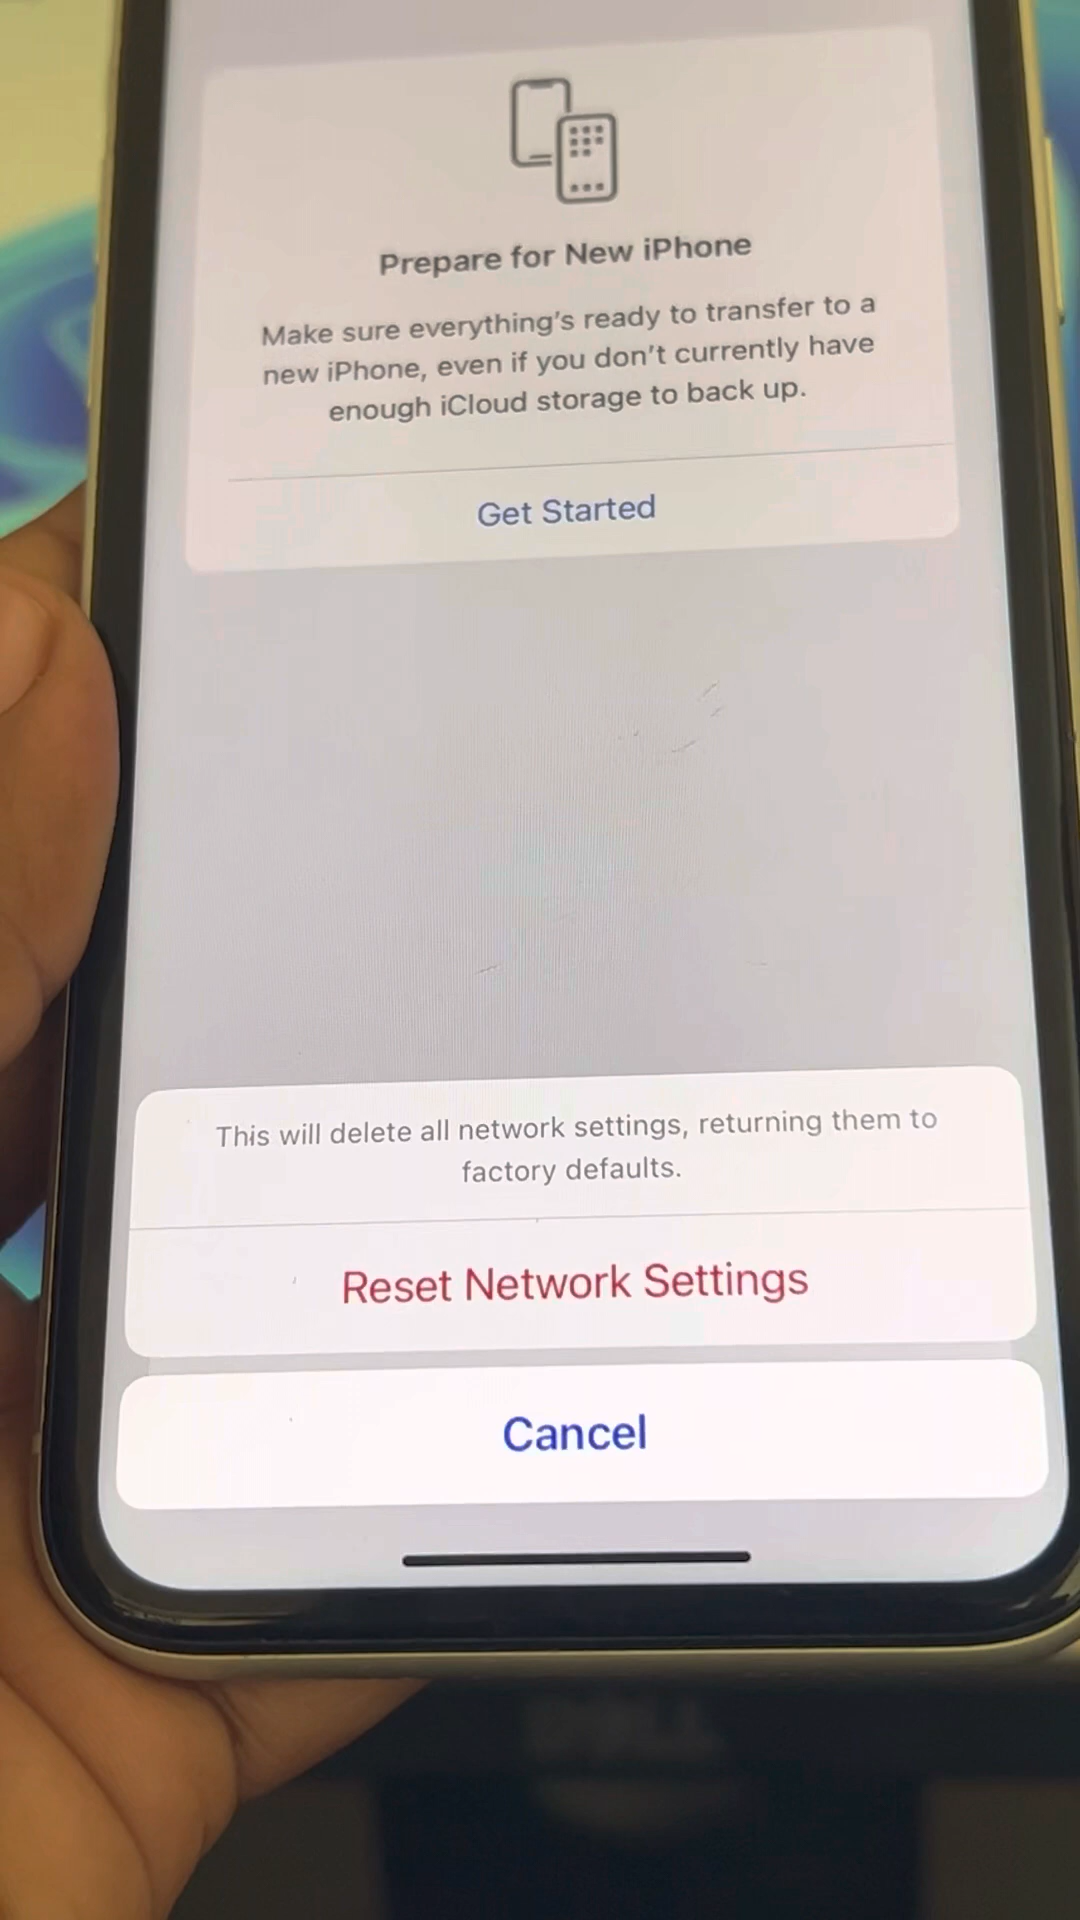 Prepare for New iPhone
Make sure everything's ready to transfer to a
new iPhone, even if you don't currently have
enough iCloud storage to back up.
Get Started
This will delete all network settings, returning them to
factory defaults.
Reset Network Settings
Cancel